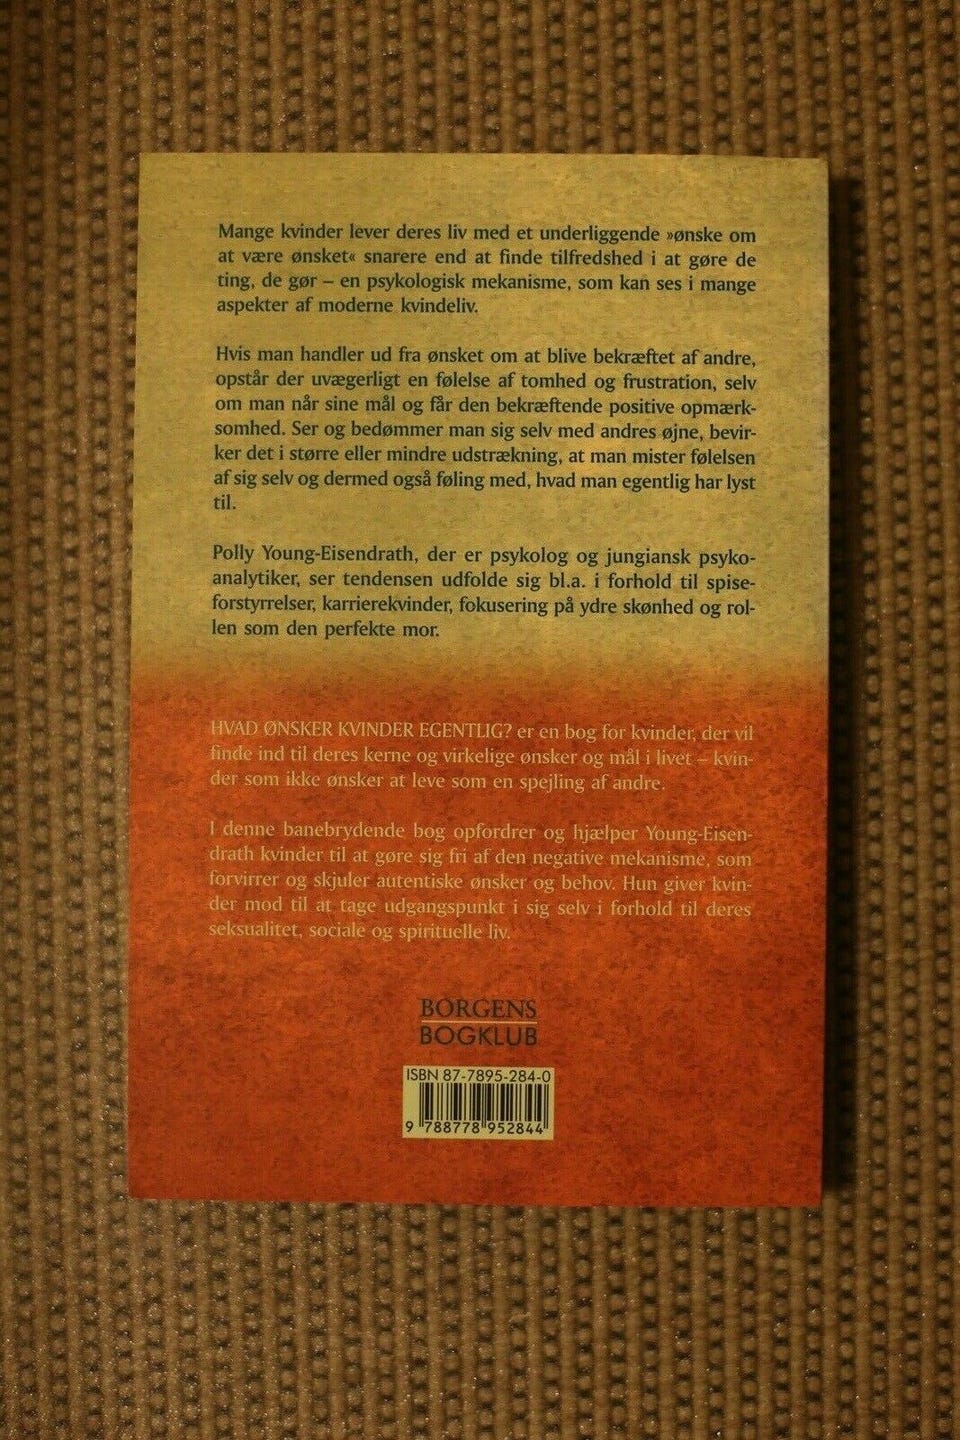 Mange kvinder lever deres liv med et underliggende »ønske om
at være ønsket« snarere end at finde tilfredshed i at gøre de
ting, de gør – en psykologisk mekanisme, som kan ses i mange
aspekter af moderne kvindeliv.
Hvis man handler ud fra ønsket om at blive bekræftet af andre,
opstår der uvægerligt en følelse af tomhed og frustration, selv
om man når sine mål og får den bekræftende positive opmærk-
somhed. Ser og bedømmer man sig selv med andres øjne, bevir-
ker det i større eller mindre udstrækning, at man mister følelsen
af sig selv og dermed også føling med, hvad man egentlig har lyst
til.
Polly Young-Eisendrath, der er psykolog og jungiansk psyko-
analytiker, ser tendensen udfolde sig bl.a. i forhold til spise-
forstyrrelser, karrierekvinder, fokusering på ydre skønhed og rol-
len som den perfekte mor.
HVAD ØNSKER KVINDER EGENTLIG? er en bog for kvinder, der vil
finde ind til deres kerne og virkelige ønsker og mål i livet – kvin-
der som ikke ønsker at leve som en spejling af andre.
I denne banebrydende bog opfordrer og hjælper Young-Eisen-
drath kvinder til at gøre sig fri af den negative mekanisme, som
forvirrer og skjuler autentiske ønsker og behov. Hun giver kvin-
der mod til at tage udgangspunkt i sig selv i forhold til deres
seksualitet, sociale og spirituelle liv.
BORGENS
BOGKLUB
ISBN 87-7895-284-0
9 788778 952844